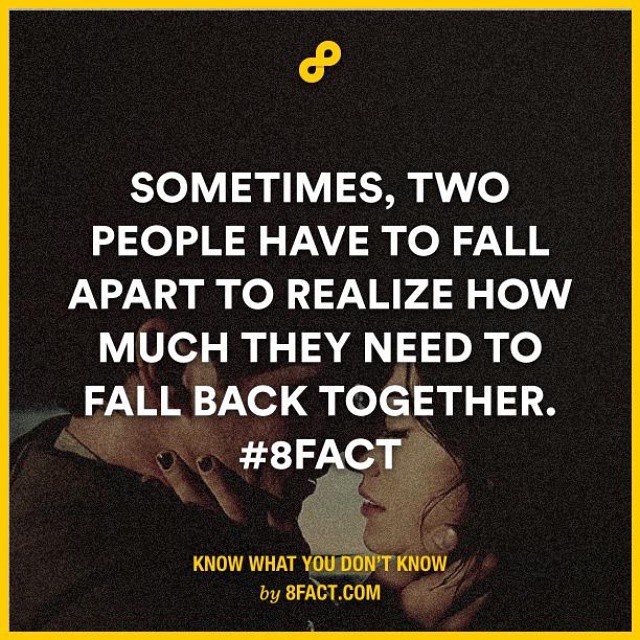 SOMETIMES, TWO
PEOPLE HAVE TO FALL
APART TO REALIZE HOW
MUCH THEY NEED TO
FALL BACK TOGETHER.
#8FACT
KNOW WHAT YOU DON'T KNOW
by 8FACT.COM